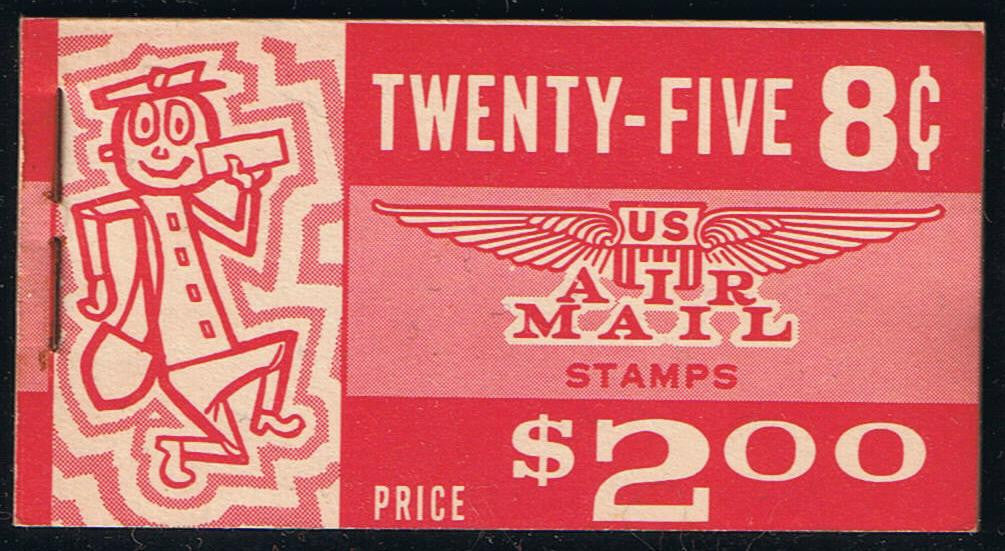 TWENTY-FIVE 8¢
US
AIR
MAIL
STAMPS
PRICE $2.00